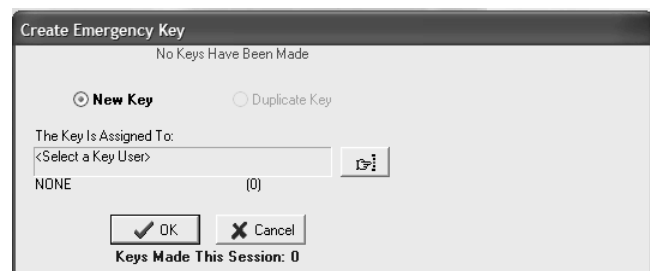 Create Emergency Key
No Keys Have Been Made
New Key Duplicate Key
The Key Is Assigned To:
<Select a Key User>
NONE (0)
OK Cancel
Keys Made This Session: 0